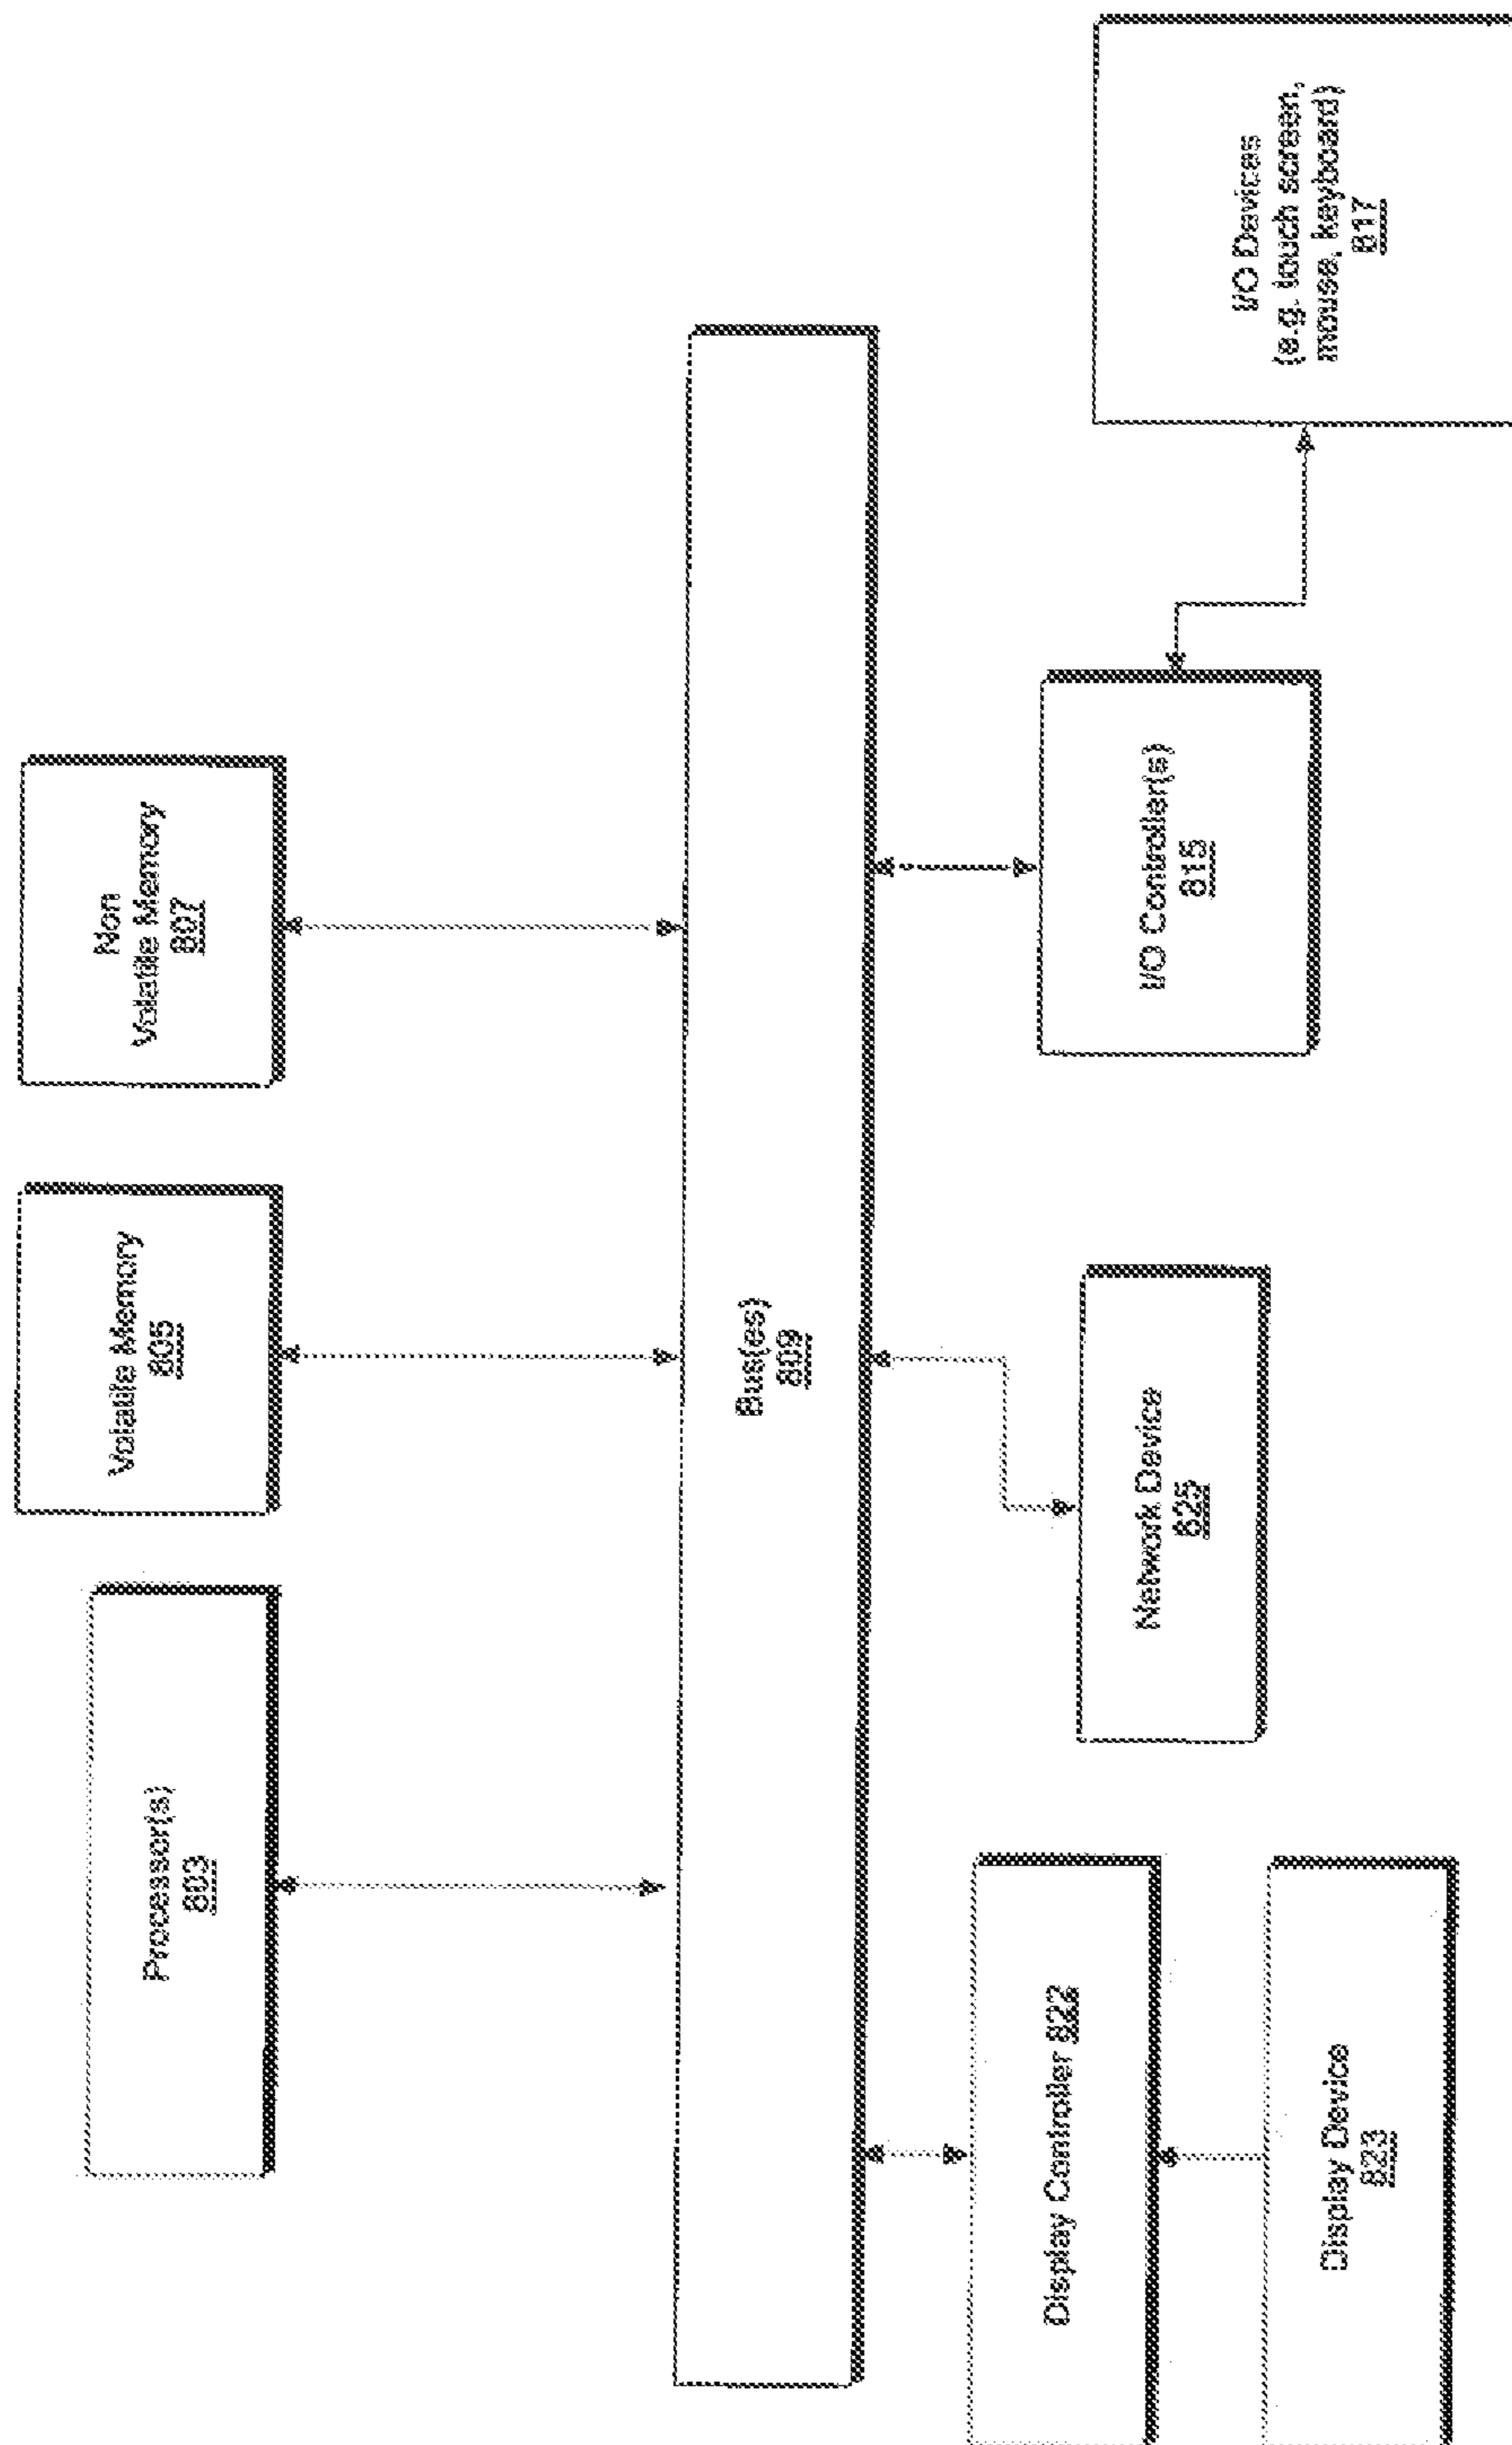 Processor(s)
803
Volatile Memory
805
Non
Volatile Memory
807
Bus(es)
809
Display Controller 822
Display Device
823
Network Device
825
I/O Controller(s)
815
I/O Devices
(e.g. touch screen,
mouse, keyboard)
817